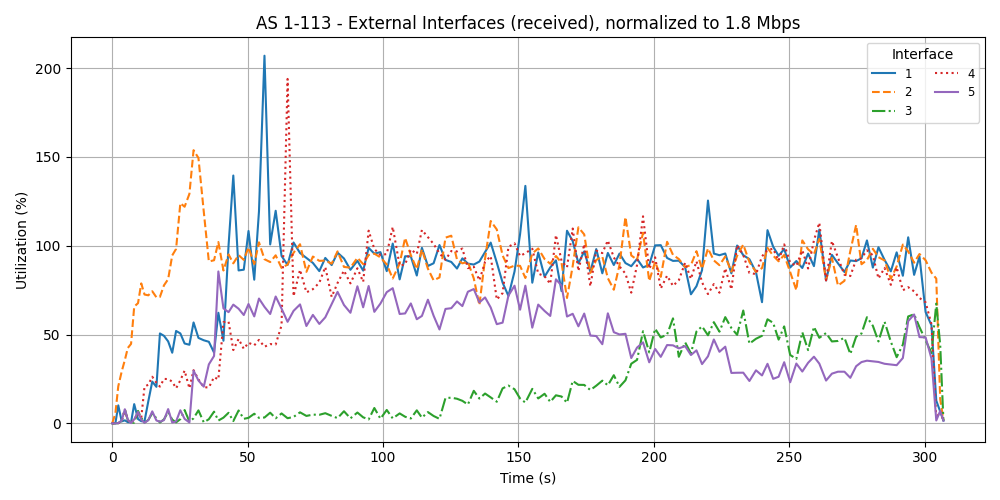 AS 1-113 - External Interfaces (received), normalized to 1.8 Mbps
Interface
1
2
3
4
5
Utilization (%)
200
150
100
50
0
0 50 100 150 200 250 300
Time (s)